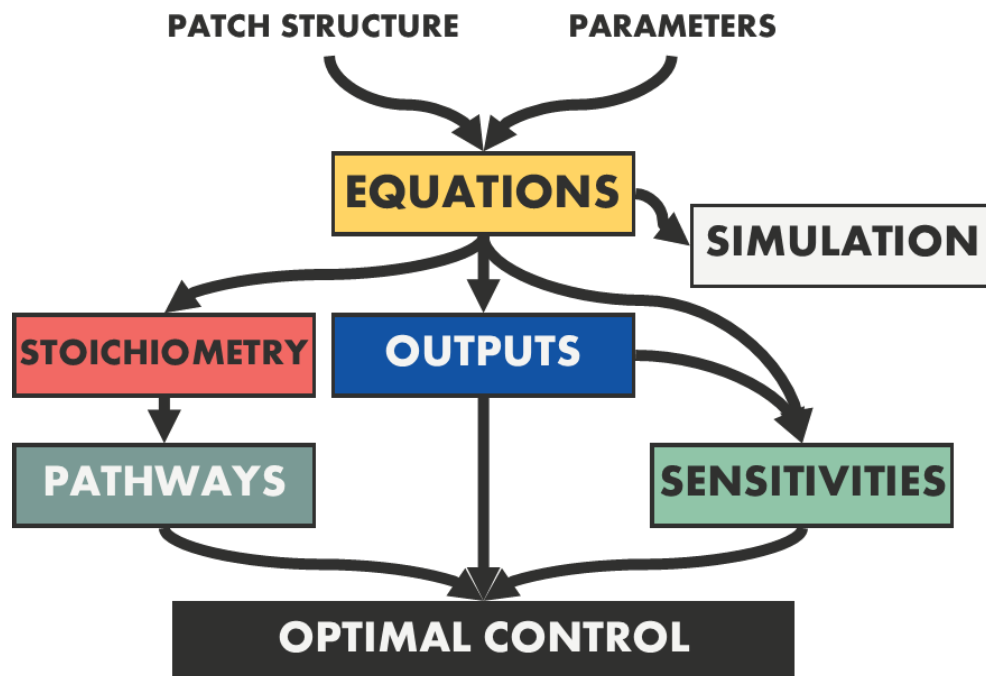 PATCH STRUCTURE
PARAMETERS
EQUATIONS
SIMULATION
STOICHIOMETRY
OUTPUTS
PATHWAYS
SENSITIVITIES
OPTIMAL CONTROL